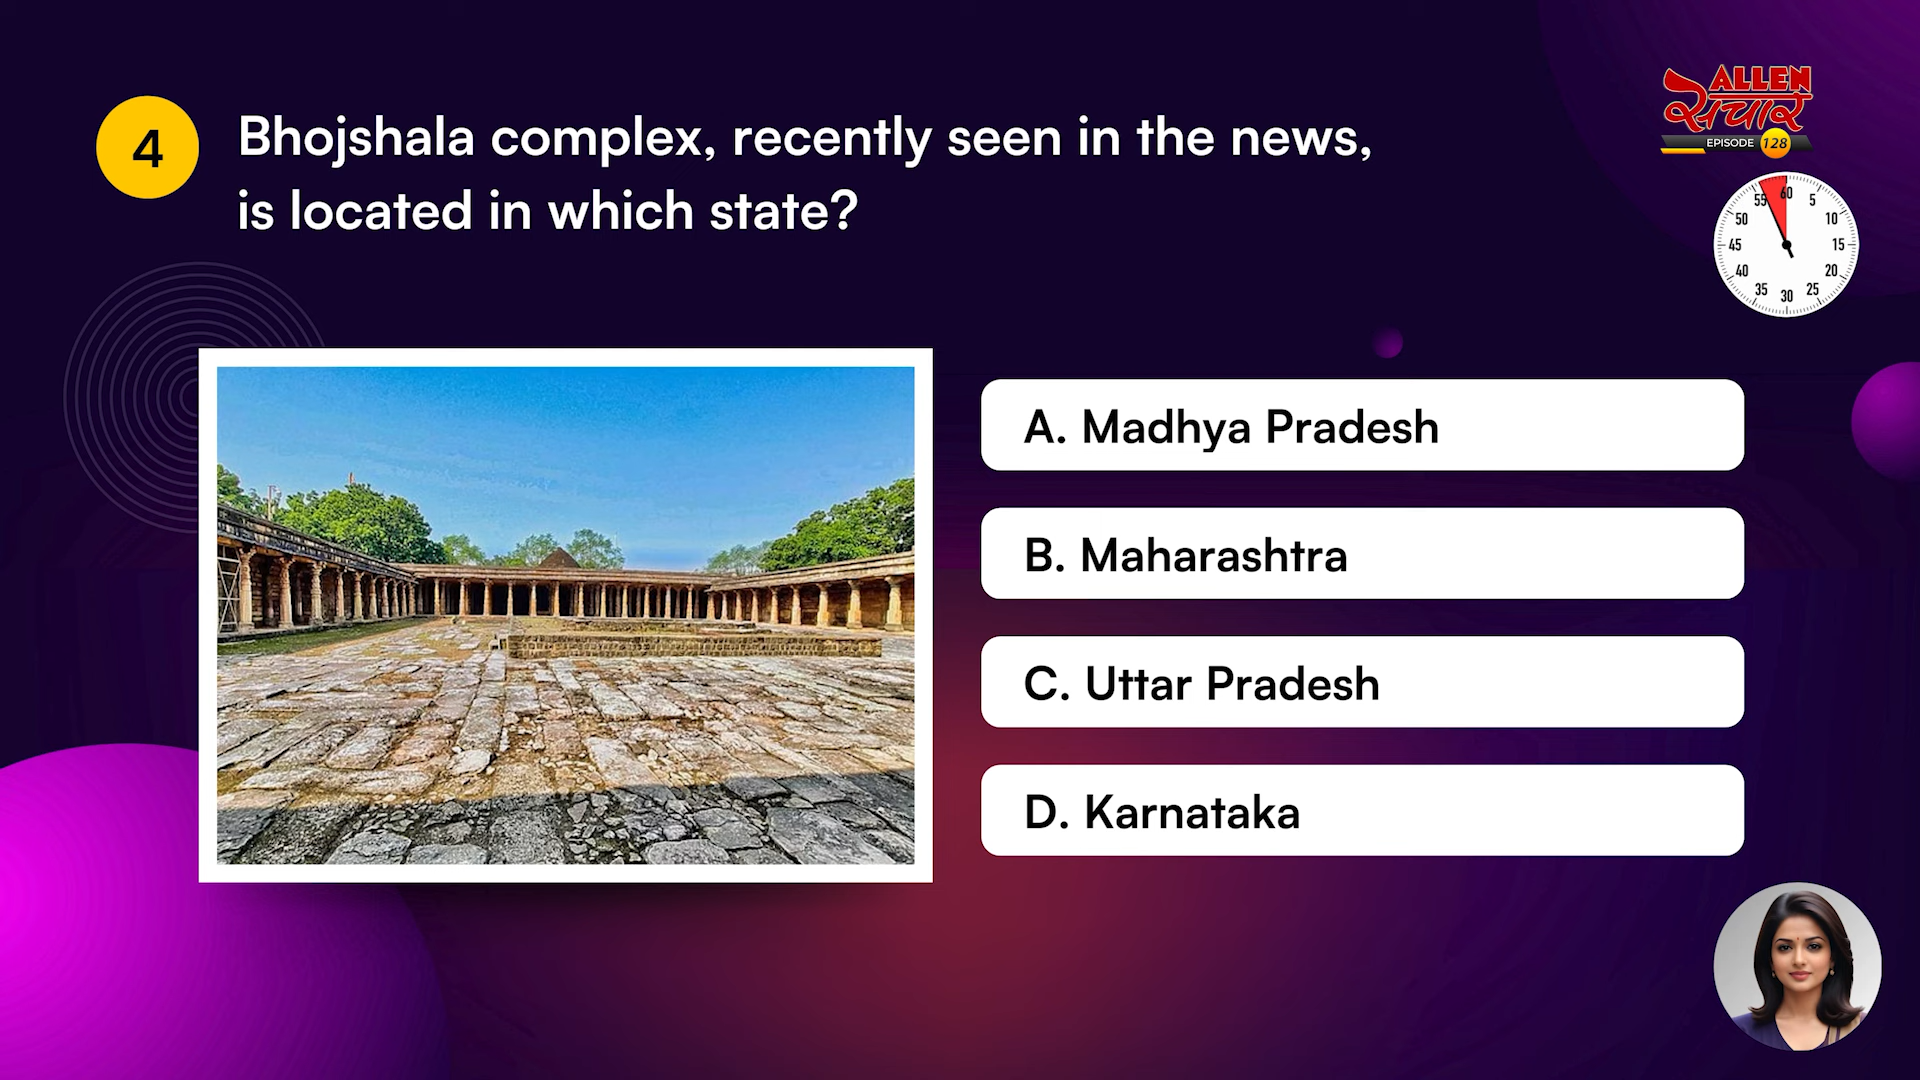 4
Bhojshala complex, recently seen in the news,
is located in which state?
ALLEN
संचार
EPISODE 128
60
5
10
15
20
25
30
35
40
45
50
55
A. Madhya Pradesh
B. Maharashtra
C. Uttar Pradesh
D. Karnataka